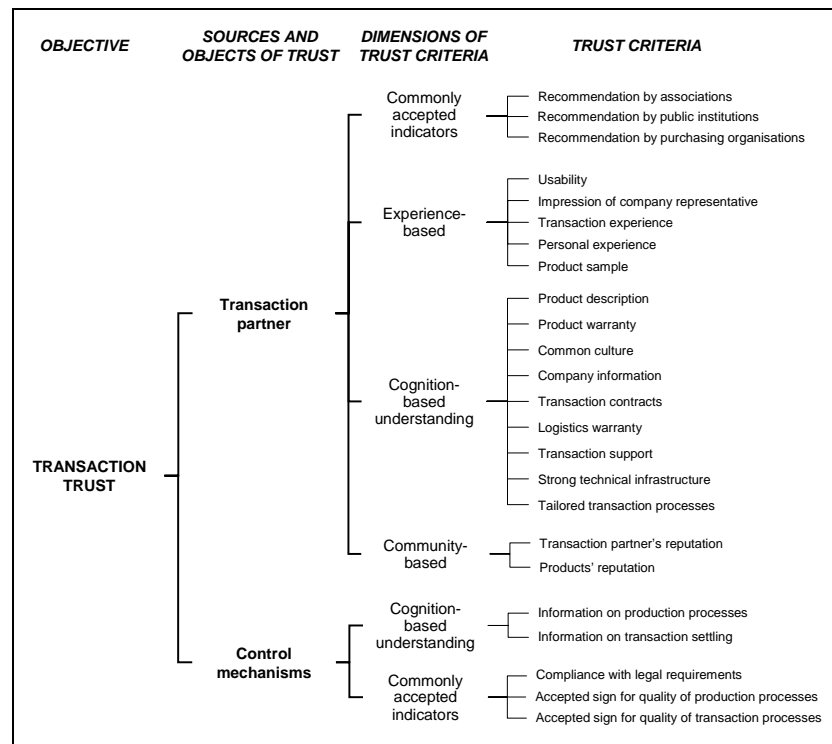 OBJECTIVE
SOURCES AND
OBJECTS OF TRUST
DIMENSIONS OF
TRUST CRITERIA
TRUST CRITERIA
TRANSACTION
TRUST
Transaction
partner
Commonly
accepted
indicators
Recommendation by associations
Recommendation by public institutions
Recommendation by purchasing organisations
Experience-
based
Usability
Impression of company representative
Transaction experience
Personal experience
Product sample
Cognition-
based
understanding
Product description
Product warranty
Common culture
Company information
Transaction contracts
Logistics warranty
Transaction support
Strong technical infrastructure
Tailored transaction processes
Community-
based
Transaction partner's reputation
Products' reputation
Control
mechanisms
Cognition-
based
understanding
Information on production processes
Information on transaction settling
Commonly
accepted
indicators
Compliance with legal requirements
Accepted sign for quality of production processes
Accepted sign for quality of transaction processes